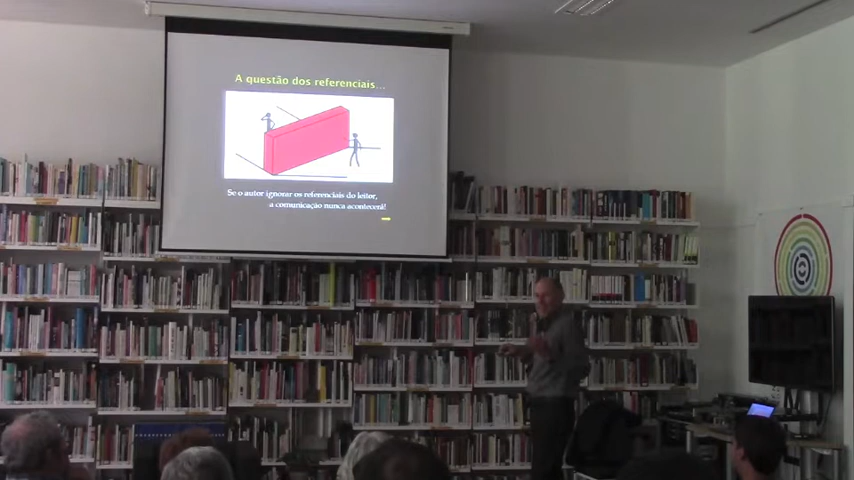 A questão dos referenciais...
Se o autor ignorar os referenciais do leitor,
a comunicação nunca acontecerá!